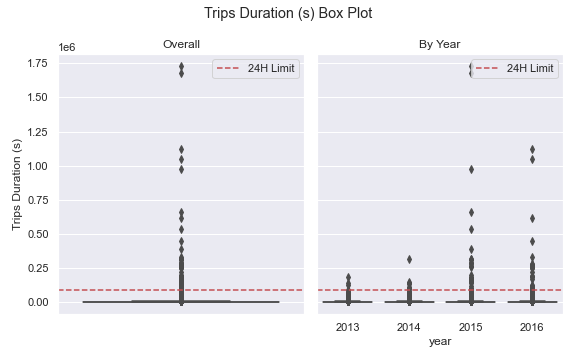 Trips Duration (s) Box Plot
Overall
By Year
1e6
24H Limit
24H Limit
1.75
1.50
1.25
1.00
0.75
0.50
0.25
0.00
Trips Duration (s)
2013 2014 2015 2016
year